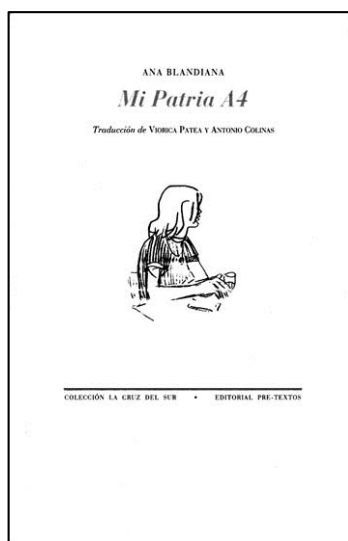 ANA BLANDIANA
Mi Patria A4
Traducción de VIORICA PATEA Y ANTONIO COLINAS
COLECCIÓN LA CRUZ DEL SUR • EDITORIAL PRE-TEXTOS